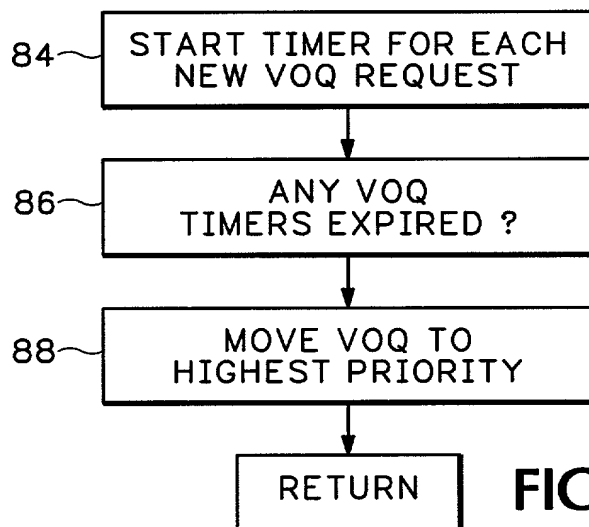 84
START TIMER FOR EACH
NEW VOQ REQUEST
86
ANY VOQ
TIMERS EXPIRED ?
88
MOVE VOQ TO
HIGHEST PRIORITY
RETURN